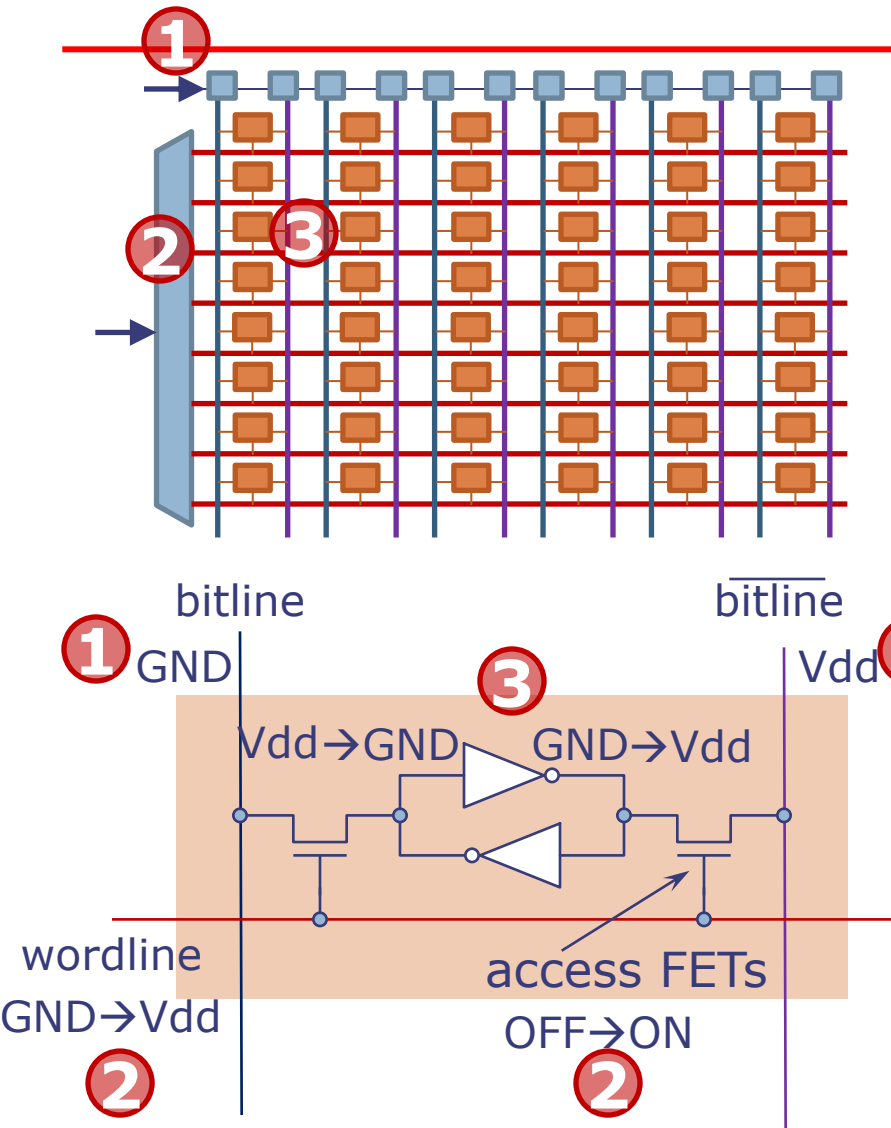 1
2
3
bitline
b̅i̅t̅l̅i̅n̅e̅
1
GND
3
Vdd
Vdd→GND
GND→Vdd
wordline
access FETs
GND→Vdd
OFF→ON
2
2